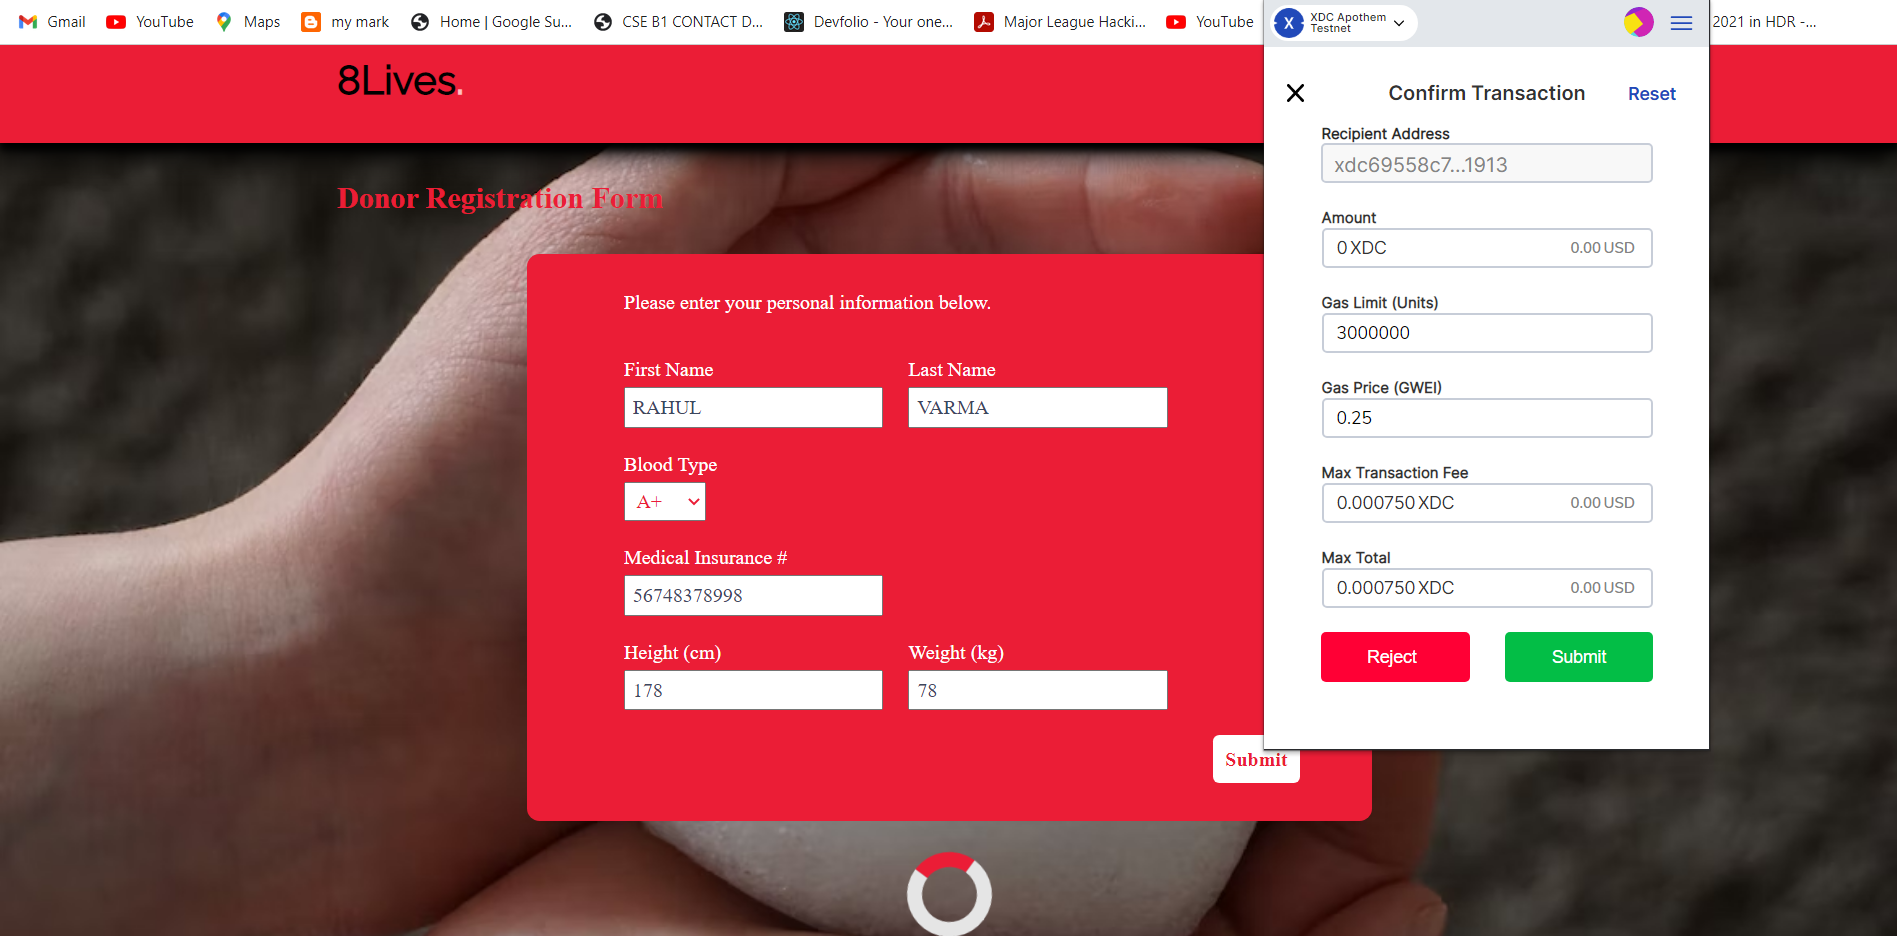 Gmail YouTube Maps my mark Home | Google Su... CSE B1 CONTACT D... Devfolio - Your one... Major League Hacki... YouTube 2021 in HDR -...
8Lives.
Donor Registration Form
Please enter your personal information below.
First Name Last Name
RAHUL VARMA
Blood Type
A+
Medical Insurance #
56748378998
Height (cm) Weight (kg)
178 78
Submit
X XDC Apothem
Testnet
Confirm Transaction Reset
Recipient Address
xdc69558c7...1913
Amount
0 XDC 0.00 USD
Gas Limit (Units)
3000000
Gas Price (GWEI)
0.25
Max Transaction Fee
0.000750 XDC 0.00 USD
Max Total
0.000750 XDC 0.00 USD
Reject Submit